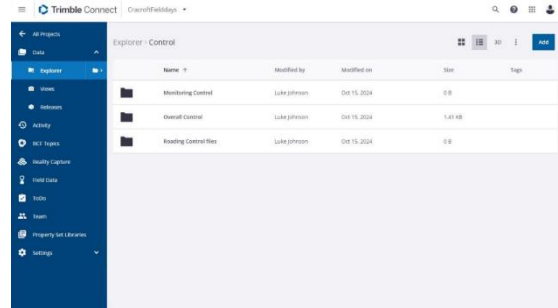 Trimble Connect CracroftFieldays
All Projects
Data
Explorer
Views
Releases
Activity
BCF Topics
Reality Capture
Field Data
ToDo
Team
Property Set Libraries
Settings
Explorer › Control
3D
Add
Name Modified by Modified on Size Tags
Monitoring Control Luke Johnson Oct 15, 2024 0 B
Overall Control Luke Johnson Oct 15, 2024 1.41 KB
Roading Control files Luke Johnson Oct 15, 2024 0 B